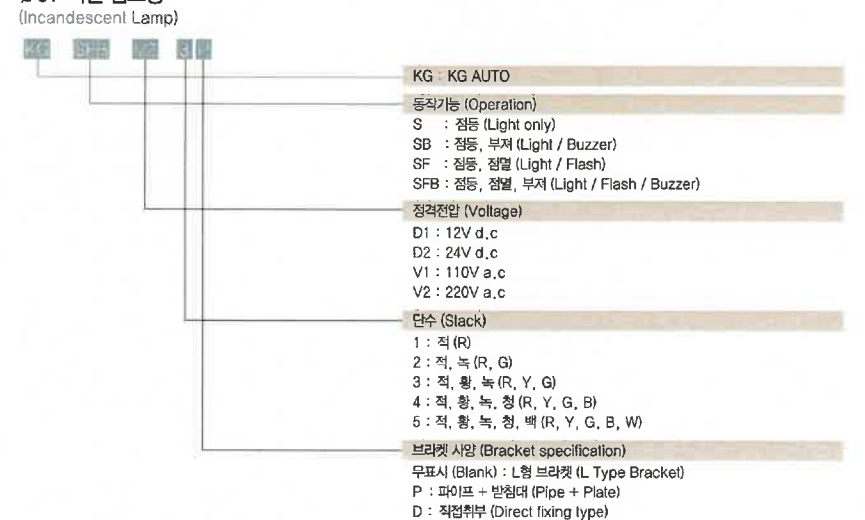 (Incandescent Lamp)
KG SFB V2 3 P
KG : KG AUTO
동작기능 (Operation)
S : 점등 (Light only)
SB : 점등, 부저 (Light / Buzzer)
SF : 점등, 점멸 (Light / Flash)
SFB : 점등, 점멸, 부저 (Light / Flash / Buzzer)
정격전압 (Voltage)
D1 : 12V d.c
D2 : 24V d.c
V1 : 110V a.c
V2 : 220V a.c
단수 (Stack)
1 : 적 (R)
2 : 적, 녹 (R, G)
3 : 적, 황, 녹 (R, Y, G)
4 : 적, 황, 녹, 청 (R, Y, G, B)
5 : 적, 황, 녹, 청, 백 (R, Y, G, B, W)
브라켓 사양 (Bracket specification)
무표시 (Blank) : L형 브라켓 (L Type Bracket)
P : 파이프 + 받침대 (Pipe + Plate)
D : 직접취부 (Direct fixing type)